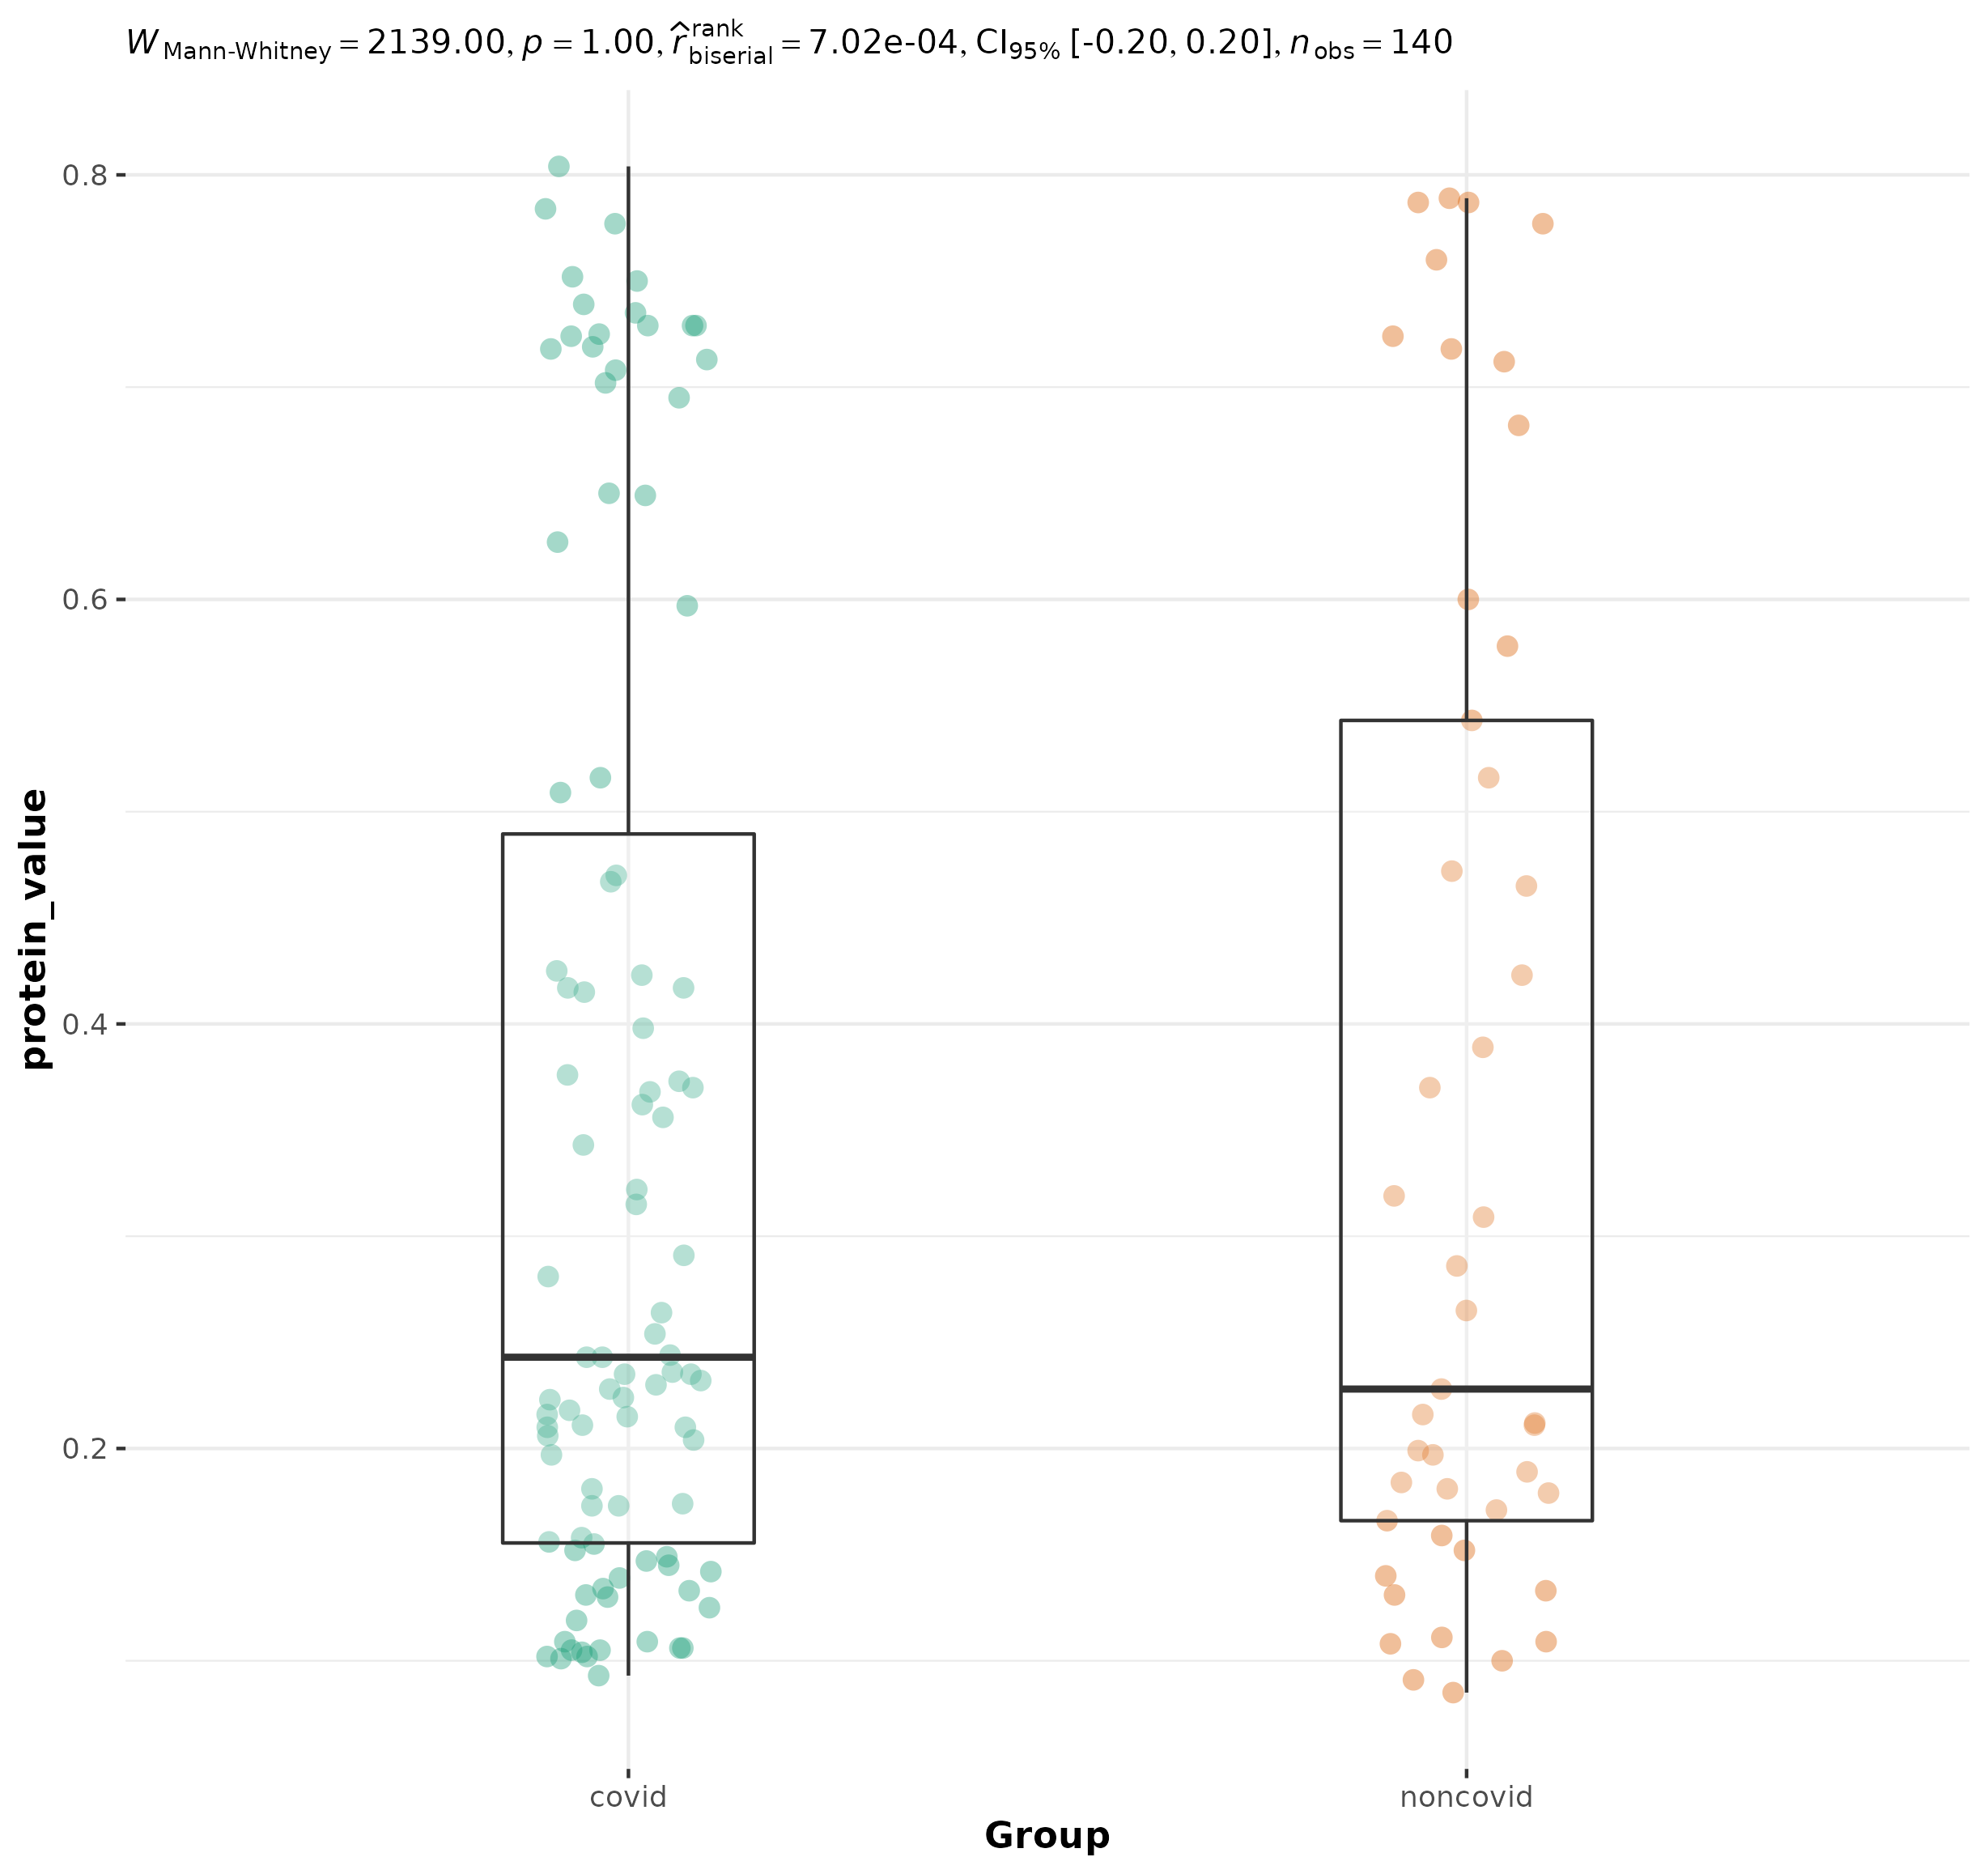 W Mann-Whitney = 2139.00, p = 1.00, r̂ rank biserial = 7.02e-04, CI95% [-0.20, 0.20], n obs = 140
protein_value
0.8
0.6
0.4
0.2
covid noncovid
Group